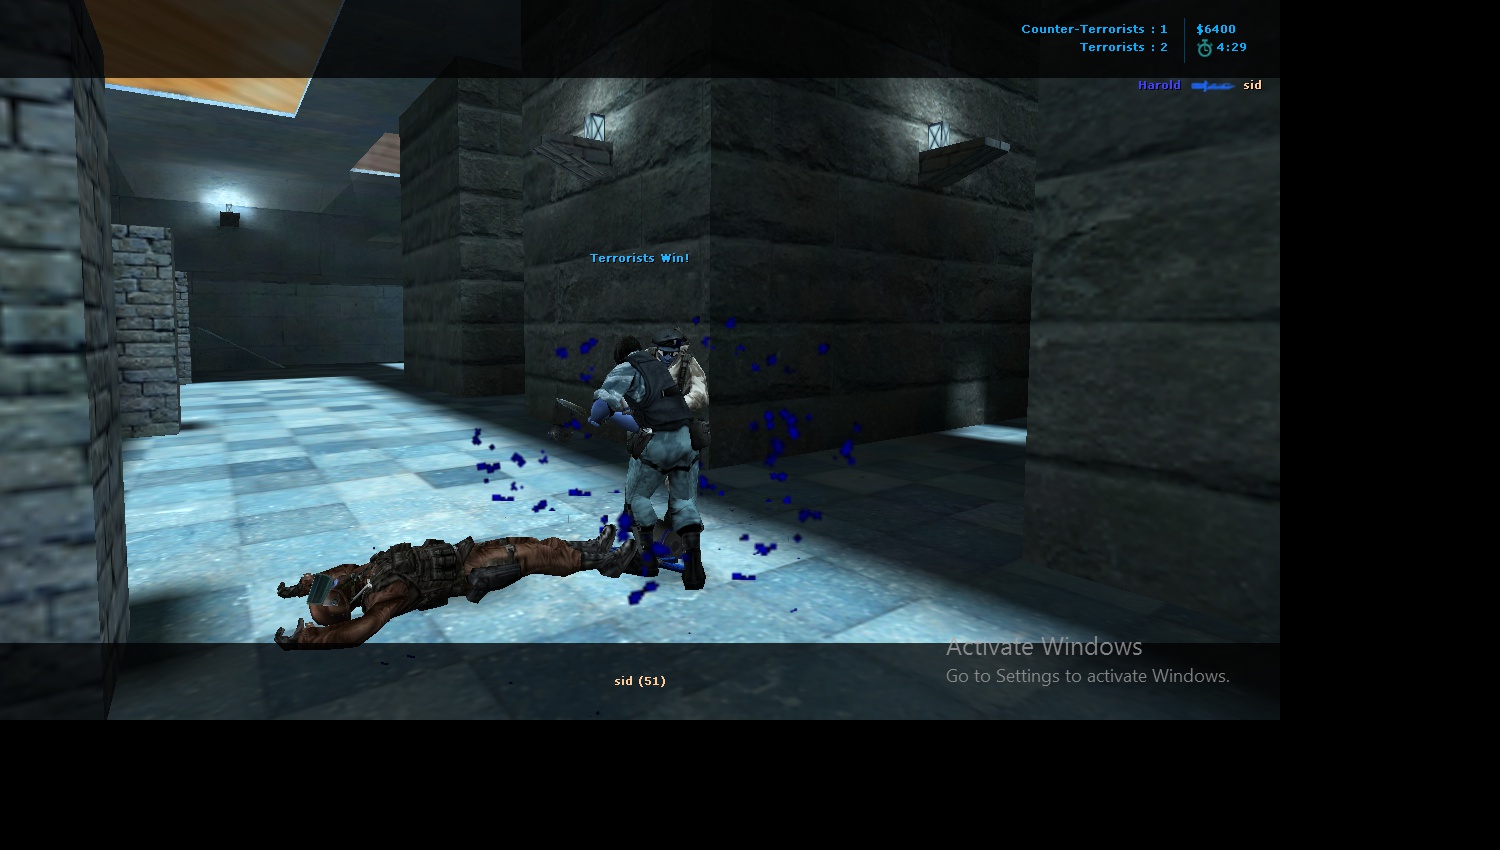 Counter-Terrorists : 1 $6400
Terrorists : 2 4:29
Harold sid
Terrorists Win!
Activate Windows
Go to Settings to activate Windows.
sid (51)